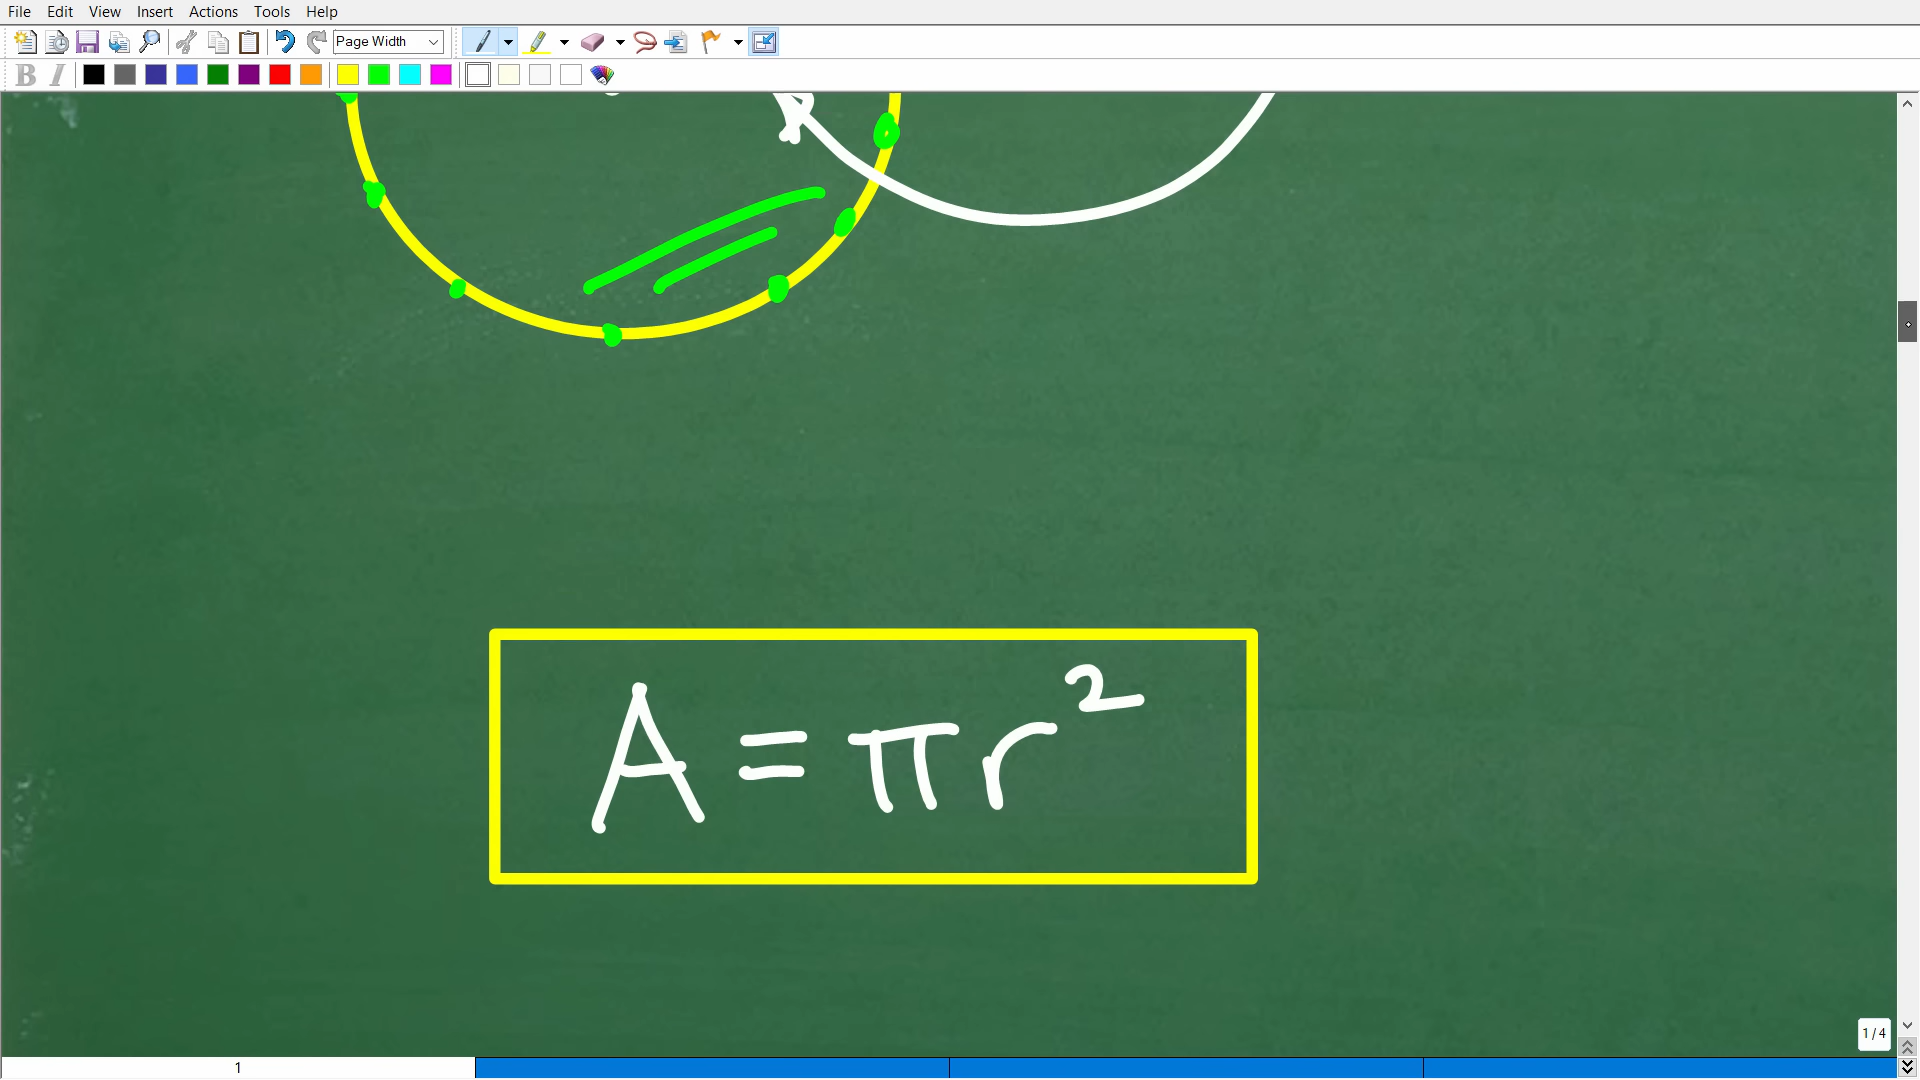 File Edit View Insert Actions Tools Help
Page Width
B I
A = πr²
1 / 4
1